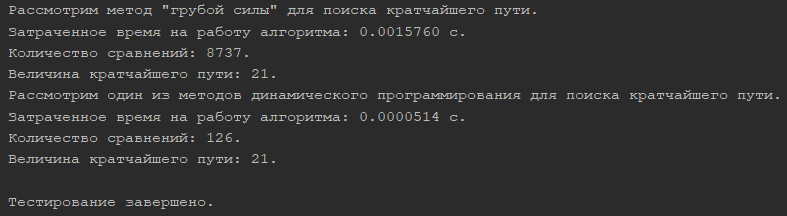 Рассмотрим метод "грубой силы" для поиска кратчайшего пути.
Затраченное время на работу алгоритма: 0.0015760 с.
Количество сравнений: 8737.
Величина кратчайшего пути: 21.
Рассмотрим один из методов динамического программирования для поиска кратчайшего пути.
Затраченное время на работу алгоритма: 0.0000514 с.
Количество сравнений: 126.
Величина кратчайшего пути: 21.
Тестирование завершено.